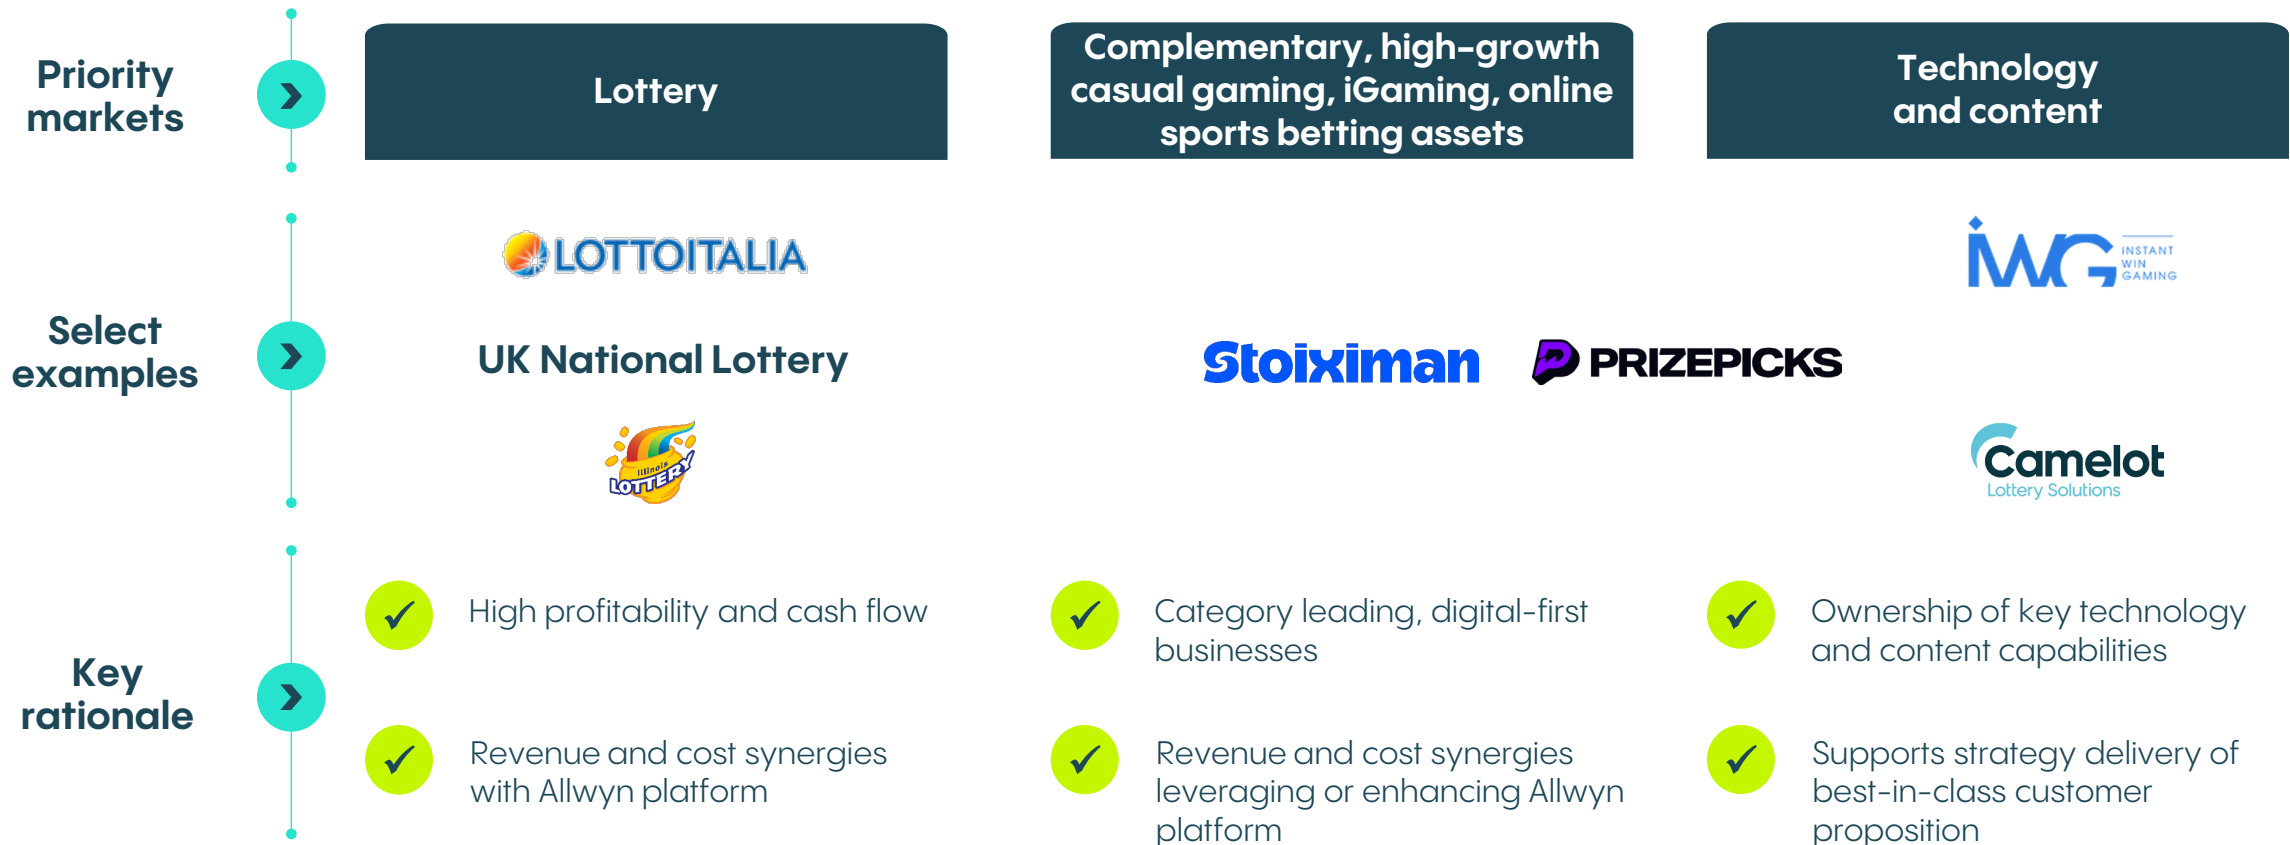 Priority
markets
Lottery
Complementary, high-growth
casual gaming, iGaming, online
sports betting assets
Technology
and content
Select
examples
LOTTOITALIA
UK National Lottery
Illinois
LOTTERY
Stoiximan
PRIZEPICKS
iWG INSTANT
WIN
GAMING
Camelot
Lottery Solutions
Key
rationale
High profitability and cash flow
Revenue and cost synergies
with Allwyn platform
Category leading, digital-first
businesses
Revenue and cost synergies
leveraging or enhancing Allwyn
platform
Ownership of key technology
and content capabilities
Supports strategy delivery of
best-in-class customer
proposition